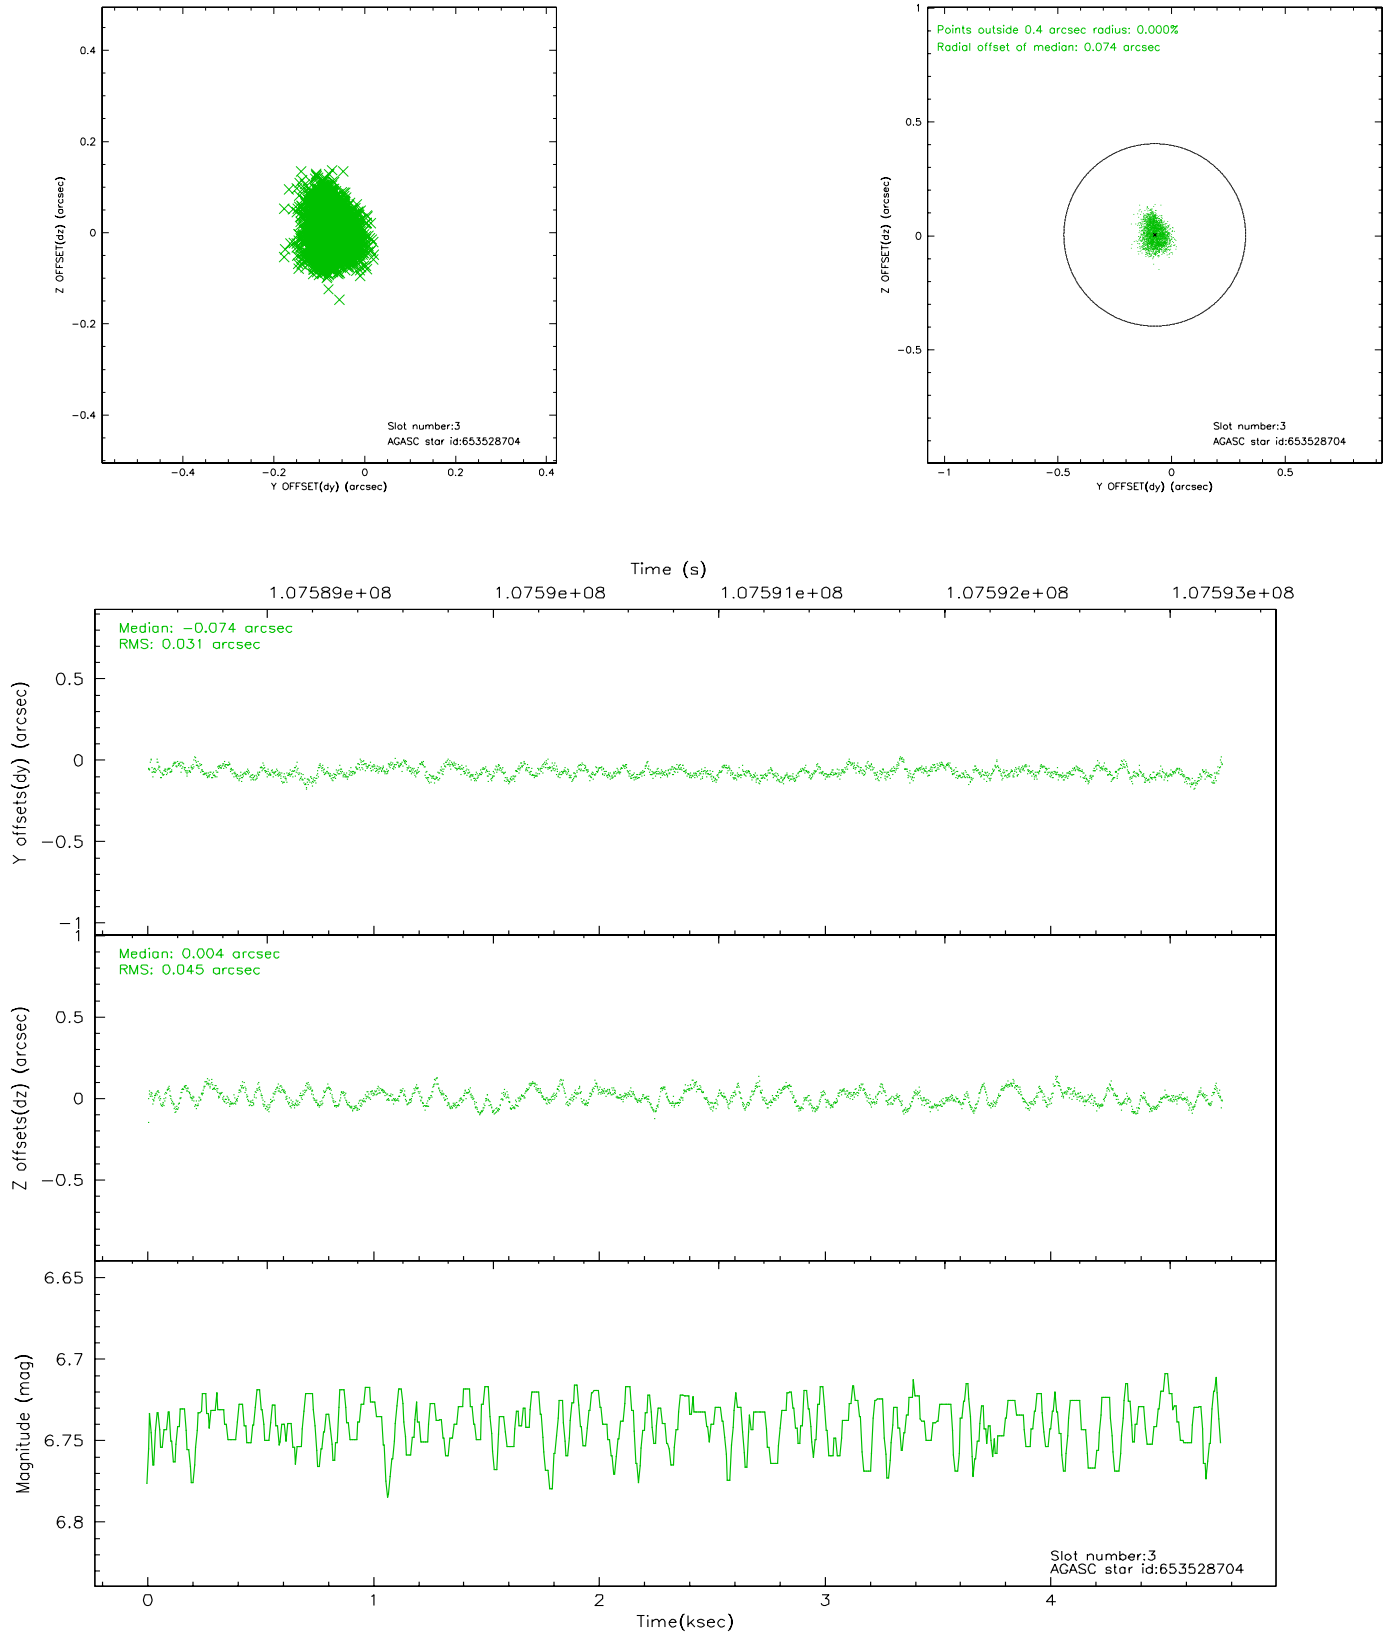 0.4
0.2
0
-0.2
-0.4
Z OFFSET(dz) (arcsec)
Slot number:3
AGASC star id:653528704
-0.4 -0.2 0 0.2 0.4
Y OFFSET(dy) (arcsec)
1
0.5
0
-0.5
Z OFFSET(dz) (arcsec)
Points outside 0.4 arcsec radius: 0.000%
Radial offset of median: 0.074 arcsec
Slot number:3
AGASC star id:653528704
-1 -0.5 0 0.5
Y OFFSET(dy) (arcsec)
Time (s)
1.07589e+08 1.0759e+08 1.07591e+08 1.07592e+08 1.07593e+08
Median: -0.074 arcsec
RMS: 0.031 arcsec
0.5
0
-0.5
-1
Y offsets(dy) (arcsec)
Median: 0.004 arcsec
RMS: 0.045 arcsec
1
0.5
0
-0.5
Z offsets(dz) (arcsec)
6.65
6.7
6.75
6.8
Magnitude (mag)
Slot number:3
AGASC star id:653528704
0 1 2 3 4
Time(ksec)